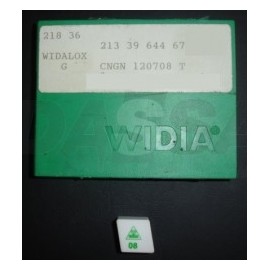 218 36
213 39 644 67
WIDALOX
G
CNGN 120708 T
WIDIA
08